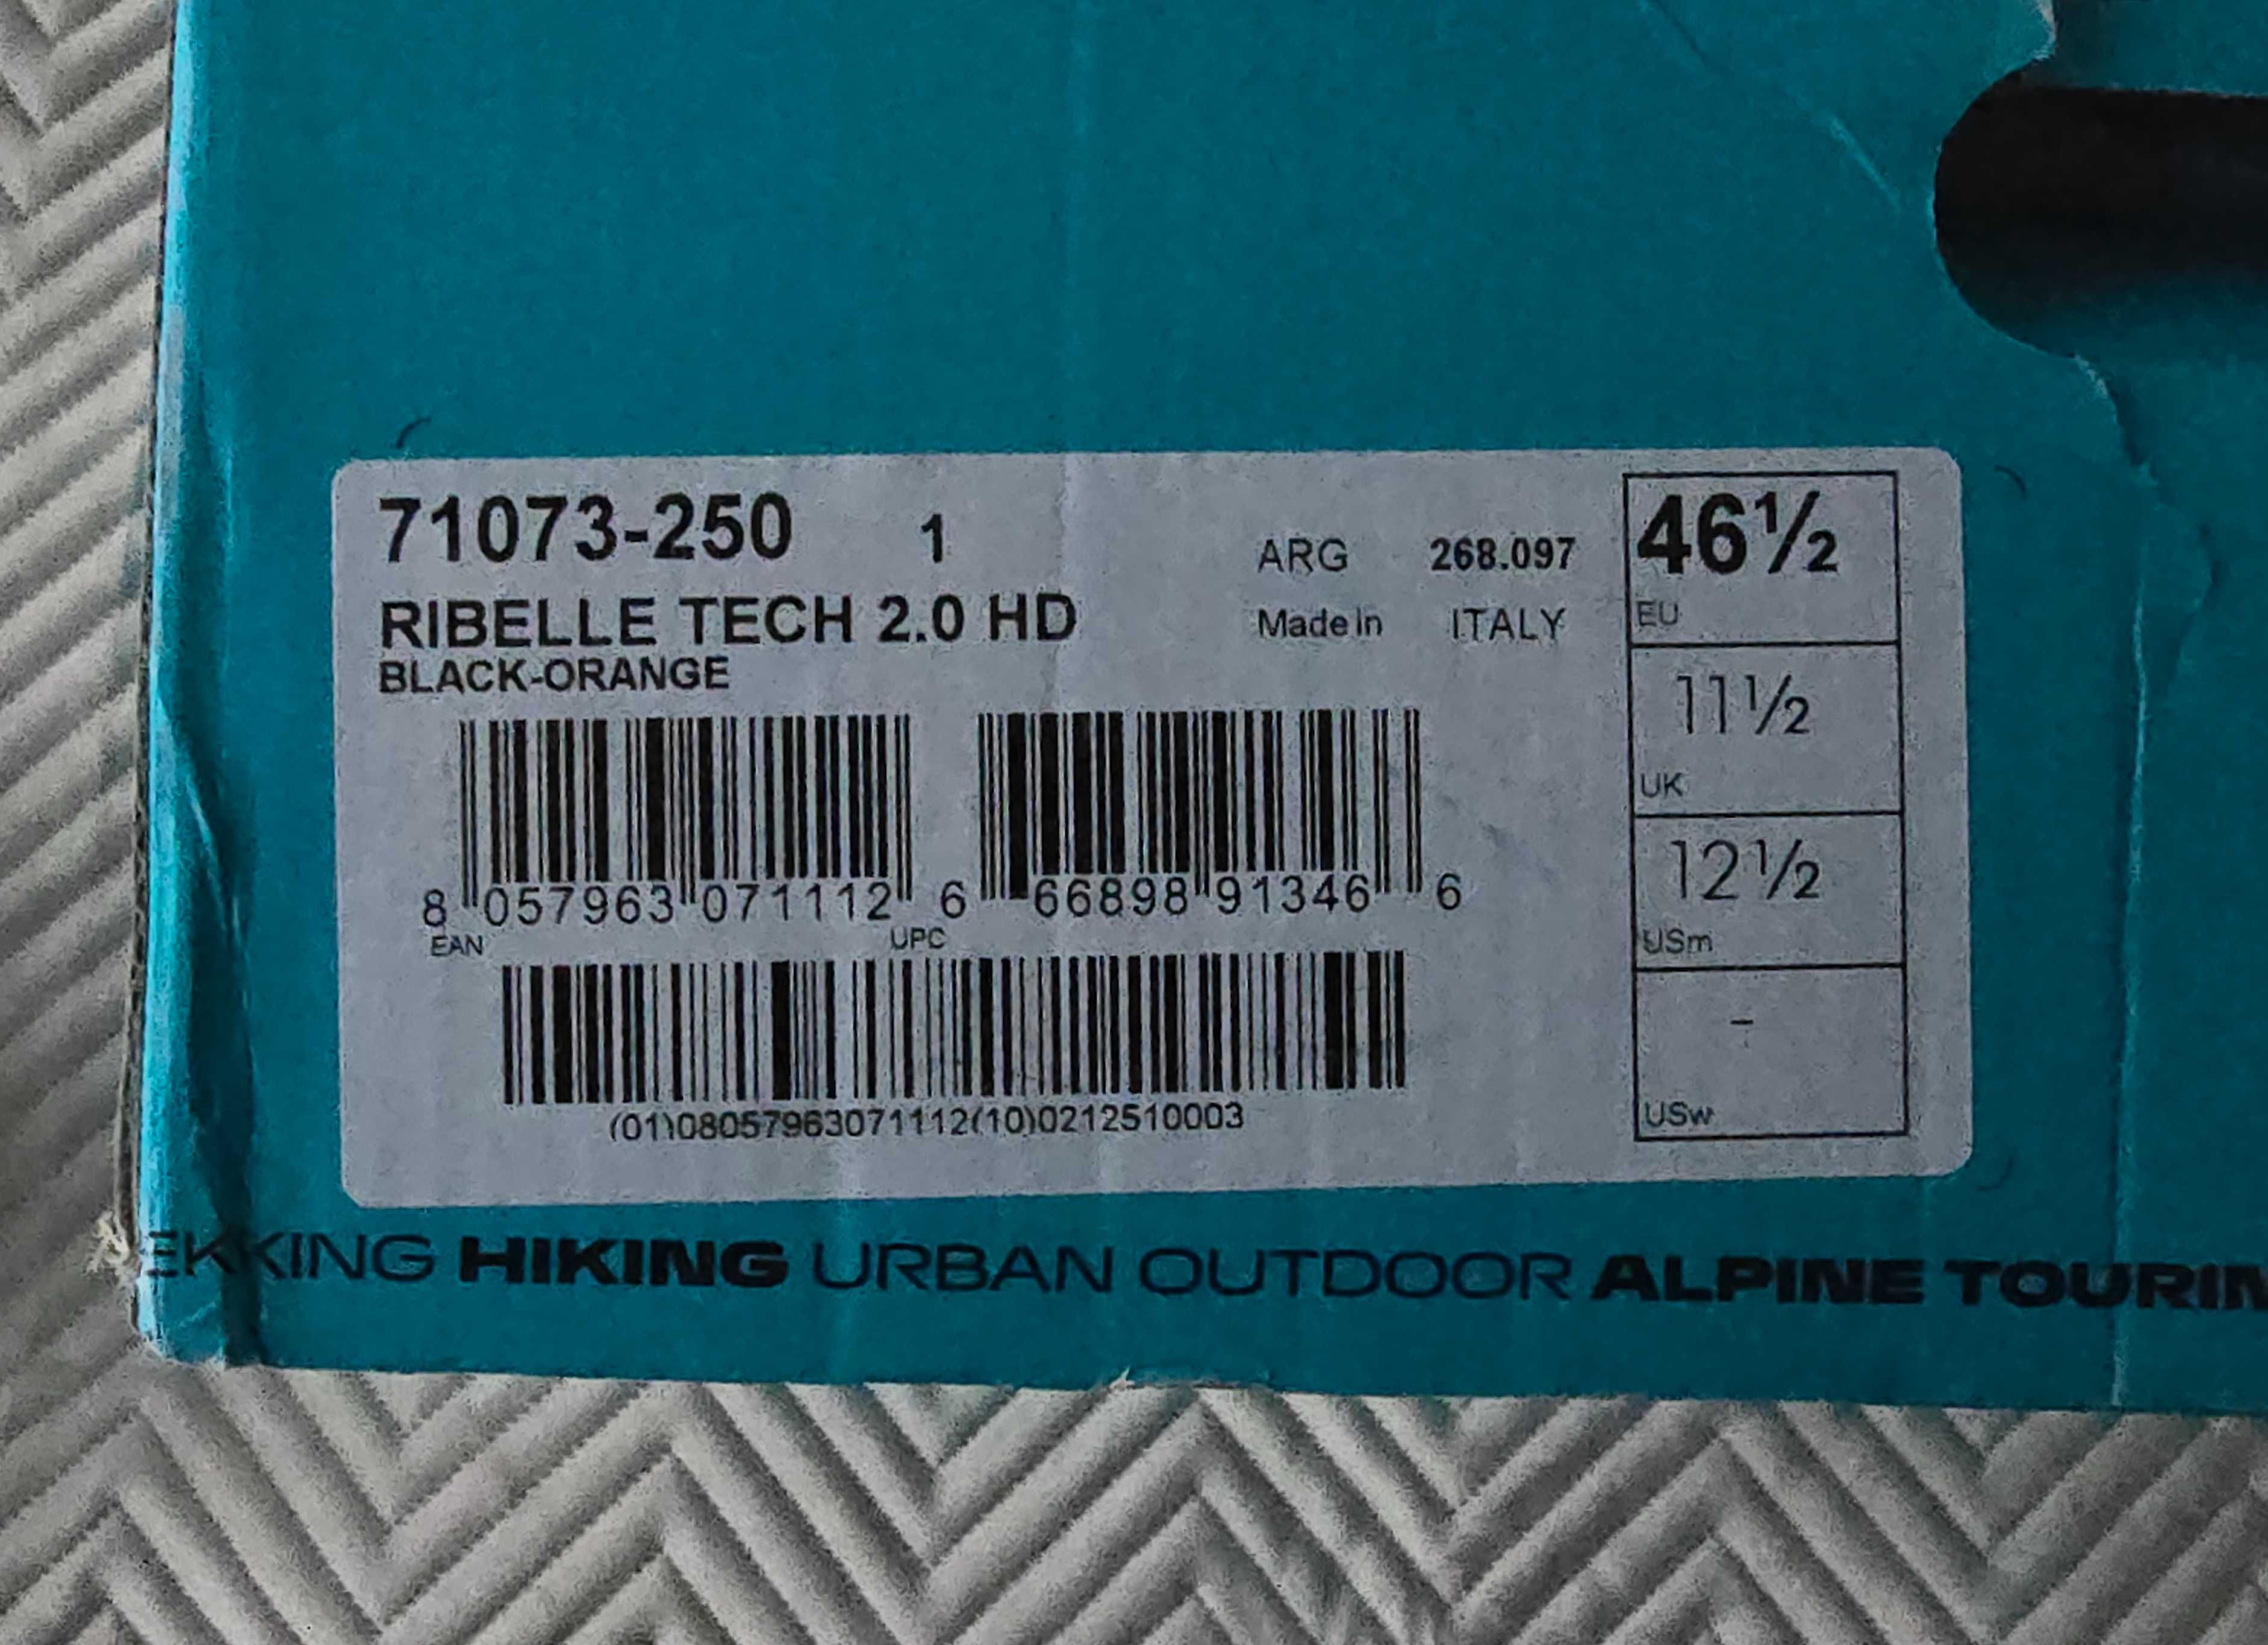 71073-250 1 ARG 268.097
RIBELLE TECH 2.0 HD Made in ITALY
BLACK-ORANGE
46½
EU
11½
UK
12½
USm
-
USw
8 057963 071112 6 66898 91346 6
EAN UPC
(01)08057963071112(10)0212510003
EKKING HIKING URBAN OUTDOOR ALPINE TOURIN